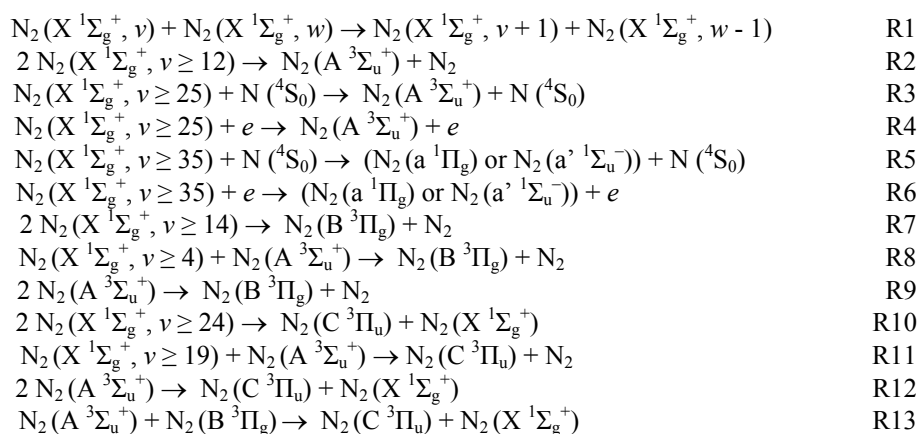 N₂(X ¹Σg⁺, v) + N₂(X ¹Σg⁺, w) → N₂(X ¹Σg⁺, v + 1) + N₂(X ¹Σg⁺, w - 1) R1
2 N₂(X ¹Σg⁺, v ≥ 12) → N₂(A ³Σu⁺) + N₂ R2
N₂(X ¹Σg⁺, v ≥ 25) + N (⁴S₀) → N₂(A ³Σu⁺) + N (⁴S₀) R3
N₂(X ¹Σg⁺, v ≥ 25) + e → N₂(A ³Σu⁺) + e R4
N₂(X ¹Σg⁺, v ≥ 35) + N (⁴S₀) → (N₂(a ¹Πg) or N₂(a’ ¹Σu⁻)) + N (⁴S₀) R5
N₂(X ¹Σg⁺, v ≥ 35) + e → (N₂(a ¹Πg) or N₂(a’ ¹Σu⁻)) + e R6
2 N₂(X ¹Σg⁺, v ≥ 14) → N₂(B ³Πg) + N₂ R7
N₂(X ¹Σg⁺, v ≥ 4) + N₂(A ³Σu⁺) → N₂(B ³Πg) + N₂ R8
2 N₂(A ³Σu⁺) → N₂(B ³Πg) + N₂ R9
2 N₂(X ¹Σg⁺, v ≥ 24) → N₂(C ³Πu) + N₂(X ¹Σg⁺) R10
N₂(X ¹Σg⁺, v ≥ 19) + N₂(A ³Σu⁺) → N₂(C ³Πu) + N₂ R11
2 N₂(A ³Σu⁺) → N₂(C ³Πu) + N₂(X ¹Σg⁺) R12
N₂(A ³Σu⁺) + N₂(B ³Πg) → N₂(C ³Πu) + N₂(X ¹Σg⁺) R13